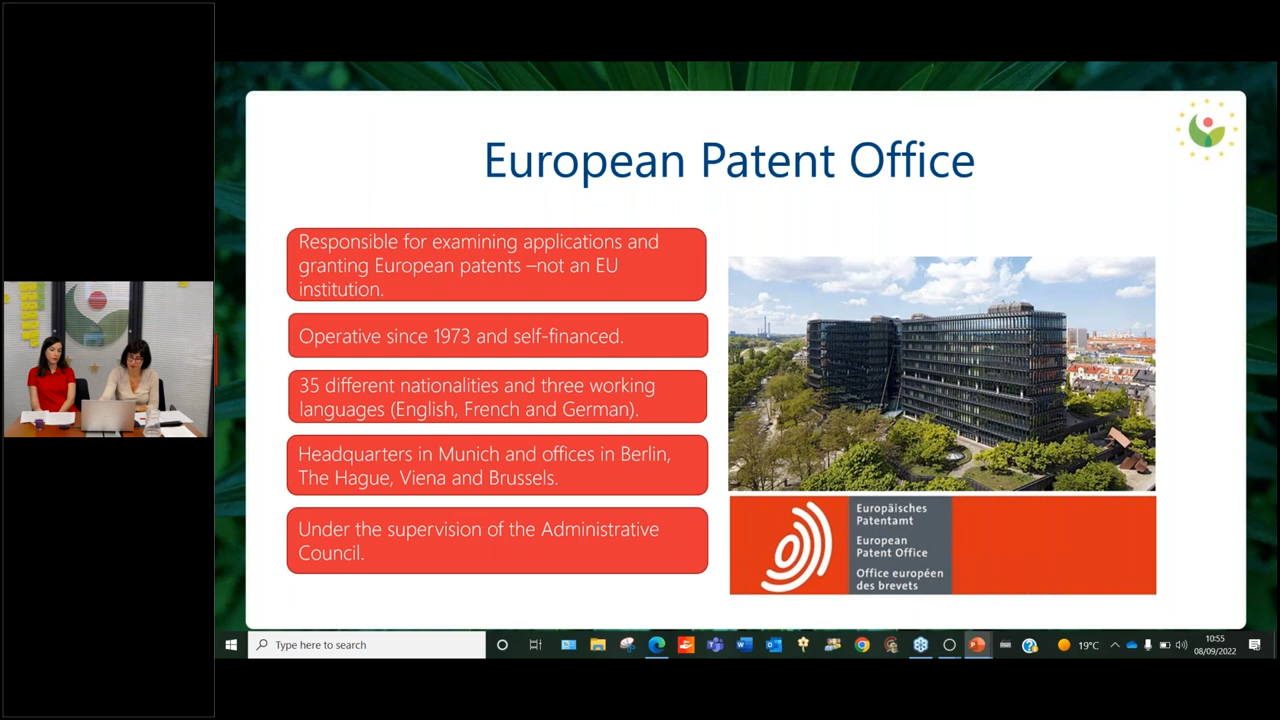 European Patent Office
Responsible for examining applications and
granting European patents –not an EU
institution.
Operative since 1973 and self-financed.
35 different nationalities and three working
languages (English, French and German).
Headquarters in Munich and offices in Berlin,
The Hague, Viena and Brussels.
Under the supervision of the Administrative
Council.
Europäisches
Patentamt
European
Patent Office
Office européen
des brevets
Type here to search
19°C
10:55
08/09/2022